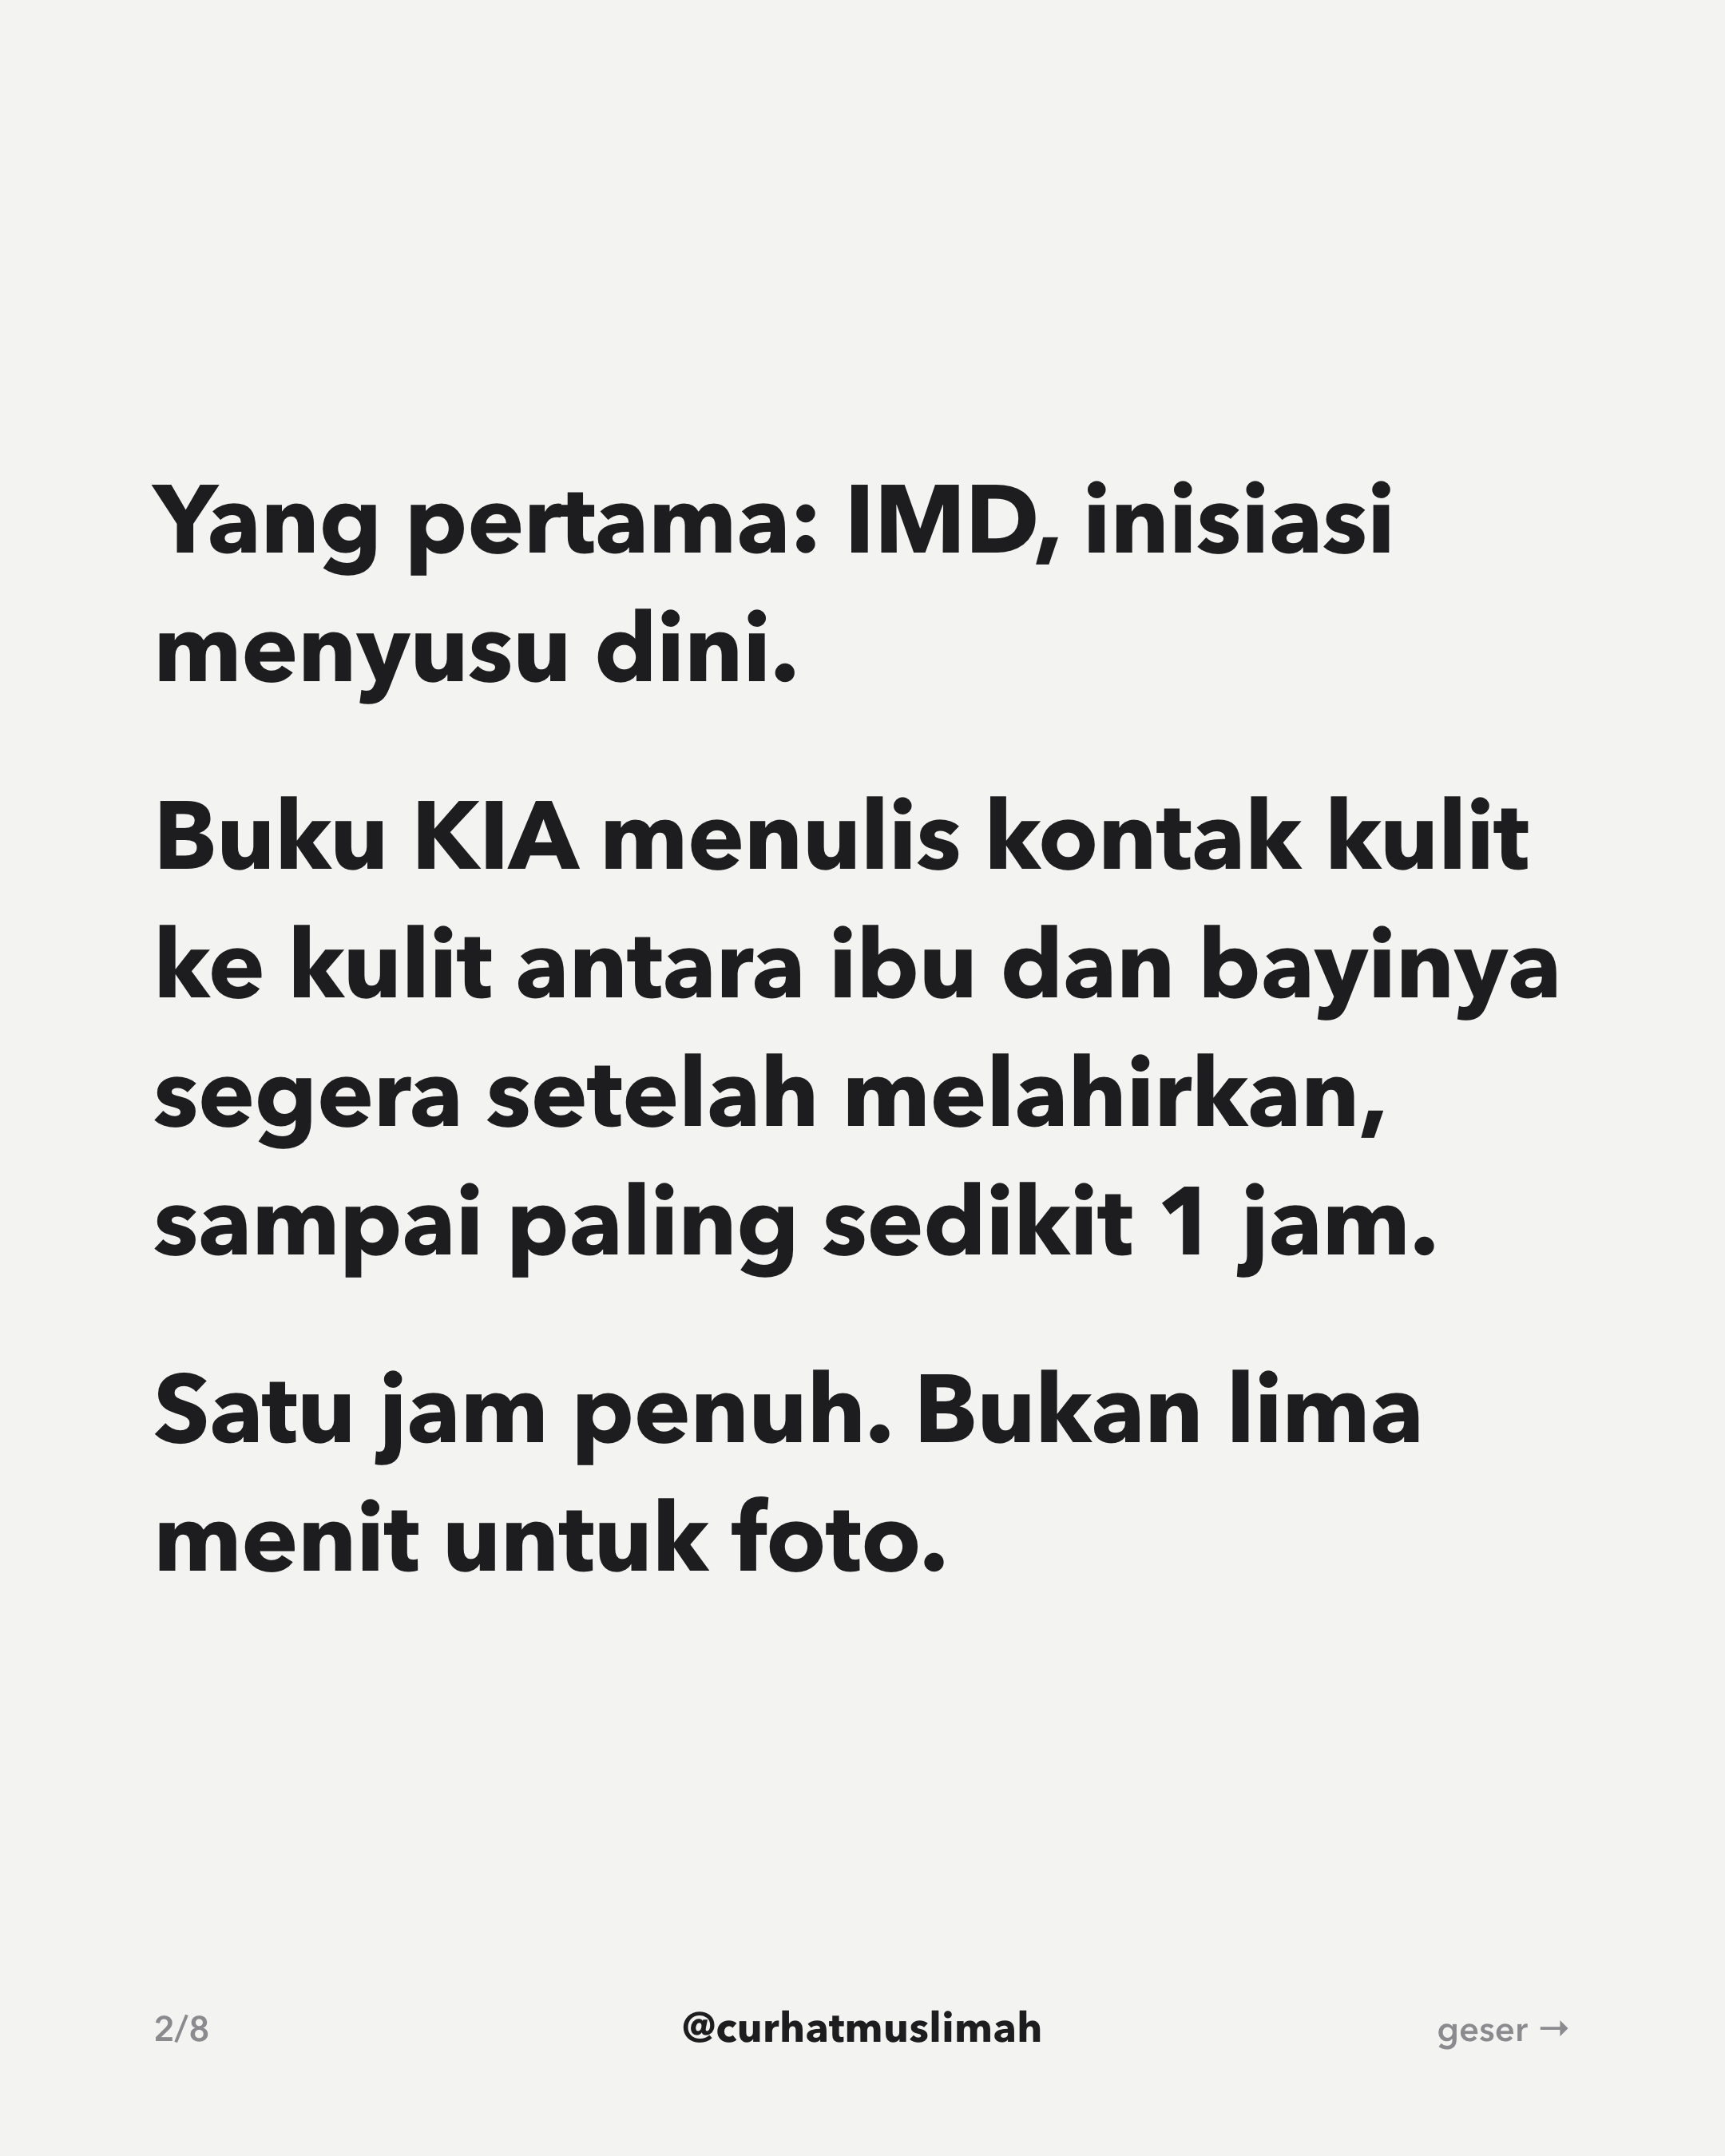 Yang pertama: IMD, inisiasi
menyusu dini.
Buku KIA menulis kontak kulit
ke kulit antara ibu dan bayinya
segera setelah melahirkan,
sampai paling sedikit 1 jam.
Satu jam penuh. Bukan lima
menit untuk foto.
2/8
@curhatmuslimah
geser →